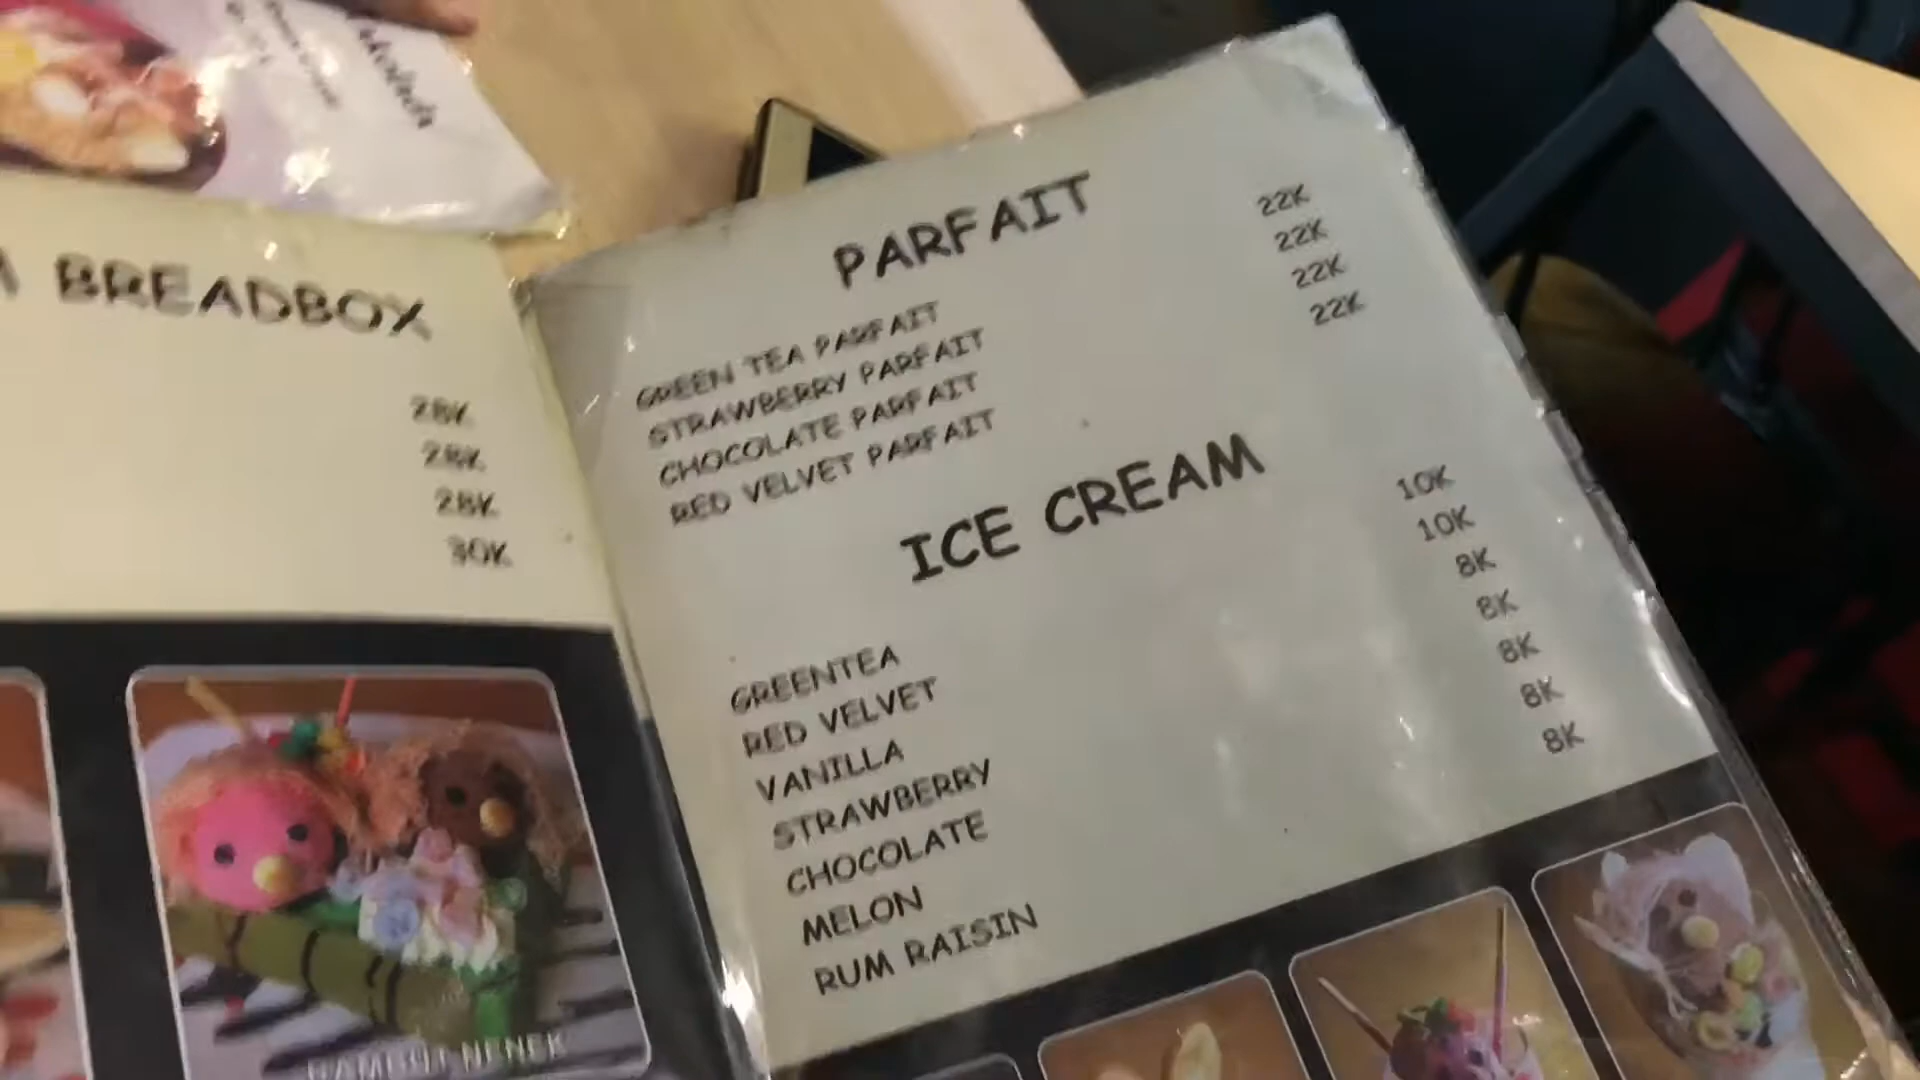 BREADBOX
28K
28K
28K
30K
NENEK
PARFAIT
GREEN TEA PARFAIT 22K
STRAWBERRY PARFAIT 22K
CHOCOLATE PARFAIT 22K
RED VELVET PARFAIT 22K
ICE CREAM
GREENTEA 10K
RED VELVET 10K
VANILLA 8K
STRAWBERRY 8K
CHOCOLATE 8K
MELON 8K
RUM RAISIN 8K